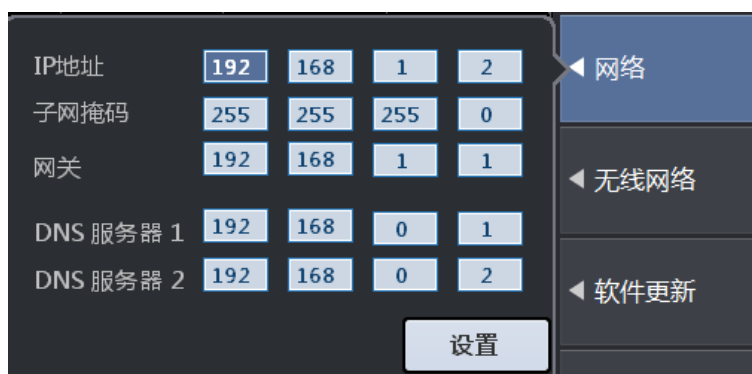 IP地址 192 168 1 2
子网掩码 255 255 255 0
网关 192 168 1 1
DNS 服务器 1 192 168 0 1
DNS 服务器 2 192 168 0 2
设置
网络
无线网络
软件更新